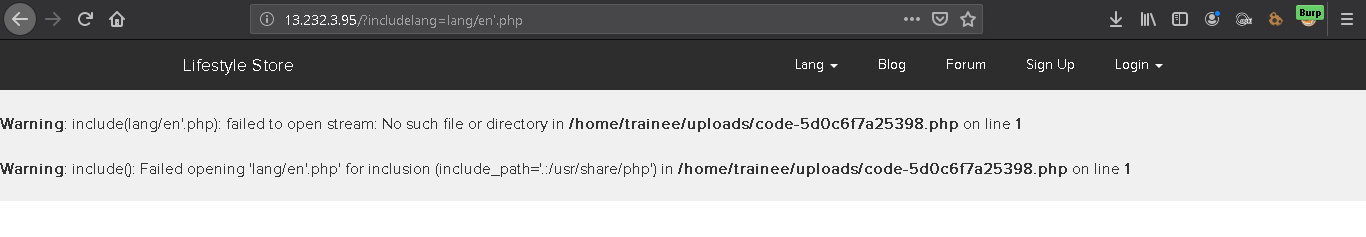 13.232.3.95/?includelang=lang/en'.php
Burp
Lifestyle Store Lang Blog Forum Sign Up Login
Warning: include(lang/en'.php): failed to open stream: No such file or directory in /home/trainee/uploads/code-5d0c6f7a25398.php on line 1
Warning: include(): Failed opening 'lang/en'.php' for inclusion (include_path='.:/usr/share/php') in /home/trainee/uploads/code-5d0c6f7a25398.php on line 1